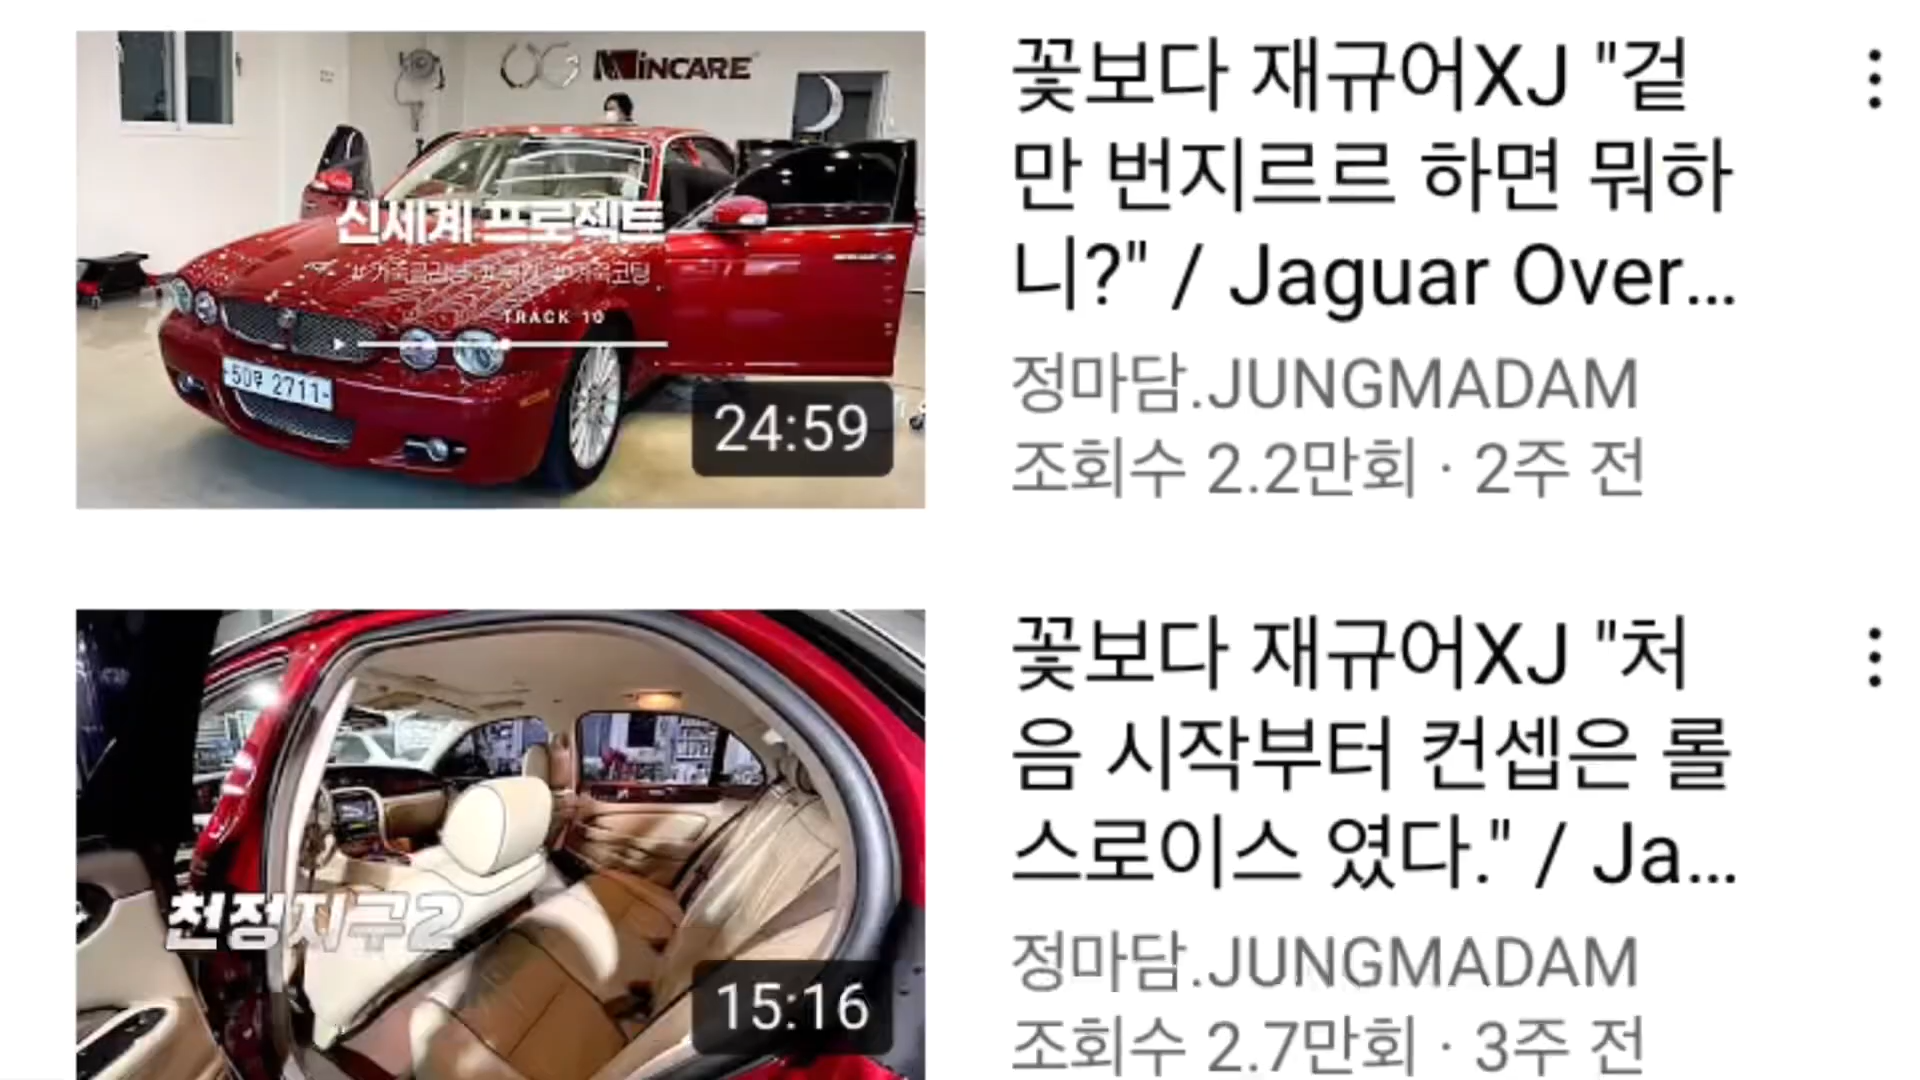 WINCARE
신세계 프로젝트
TRACK 10
50무 2711
24:59
꽃보다 재규어XJ "겉
만 번지르르 하면 뭐하
니?" / Jaguar Over...
정마담.JUNGMADAM
조회수 2.2만회 · 2주 전
천정지구2
15:16
꽃보다 재규어XJ "처
음 시작부터 컨셉은 롤
스로이스 였다." / Ja...
정마담.JUNGMADAM
조회수 2.7만회 · 3주 전